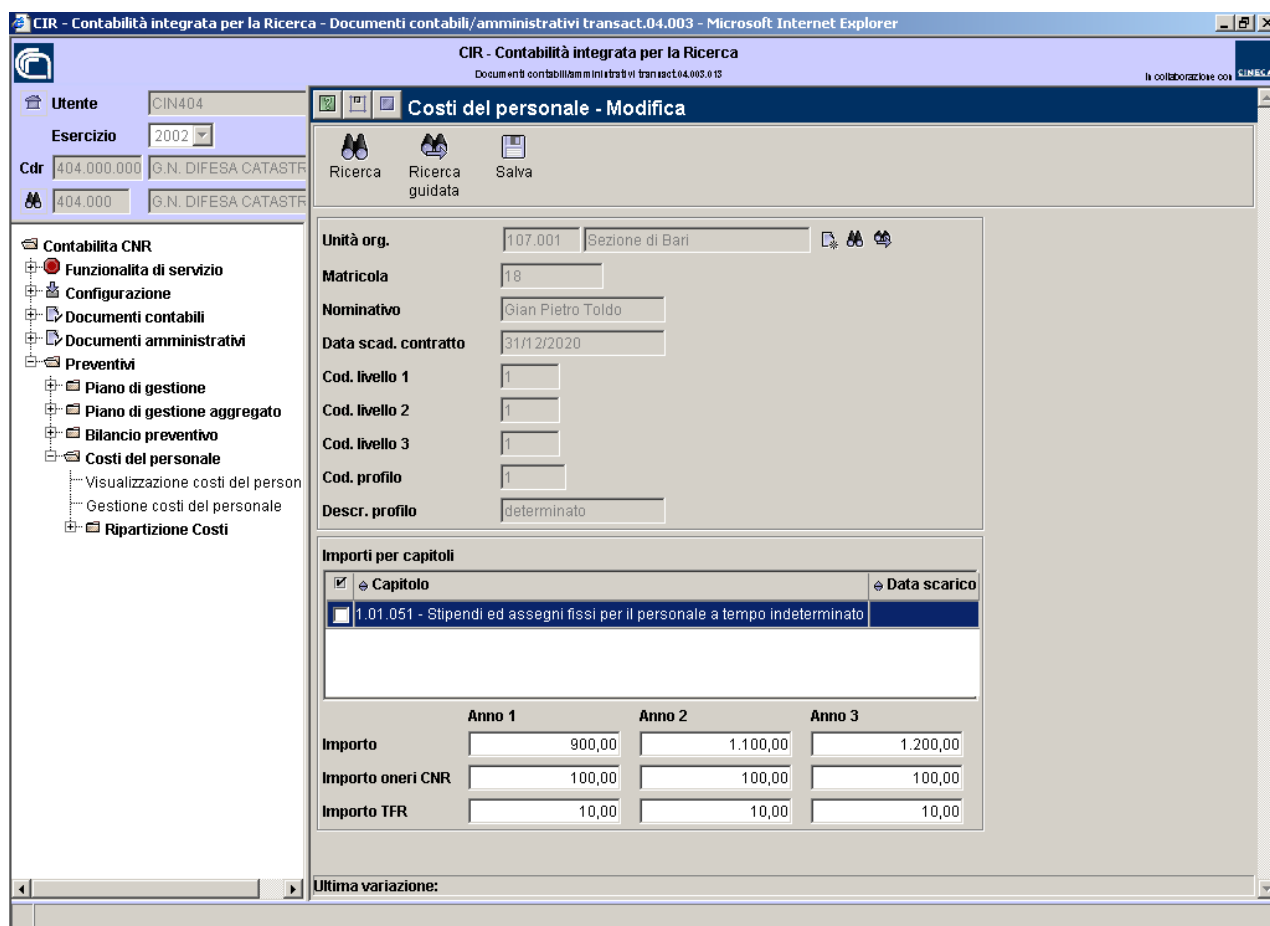 CIR - Contabilità integrata per la Ricerca - Documenti contabili/amministrativi transact.04.003 - Microsoft Internet Explorer
CIR - Contabilità integrata per la Ricerca
Documenti contabili/amministrativi transact.04.003.013
In collaborazione con CINECA
Utente CIN404
Esercizio 2002
Cdr 404.000.000 G.N. DIFESA CATASTR
404.000 G.N. DIFESA CATASTR
Contabilita CNR
Funzionalita di servizio
Configurazione
Documenti contabili
Documenti amministrativi
Preventivi
Piano di gestione
Piano di gestione aggregato
Bilancio preventivo
Costi del personale
Visualizzazione costi del person
Gestione costi del personale
Ripartizione Costi
Costi del personale - Modifica
Ricerca
Ricerca guidata
Salva
Unità org. 107.001 Sezione di Bari
Matricola 18
Nominativo Gian Pietro Toldo
Data scad. contratto 31/12/2020
Cod. livello 1 1
Cod. livello 2 1
Cod. livello 3 1
Cod. profilo 1
Descr. profilo determinato
Importi per capitoli
Capitolo Data scarico
1.01.051 - Stipendi ed assegni fissi per il personale a tempo indeterminato
Anno 1 Anno 2 Anno 3
Importo 900,00 1.100,00 1.200,00
Importo oneri CNR 100,00 100,00 100,00
Importo TFR 10,00 10,00 10,00
Ultima variazione: